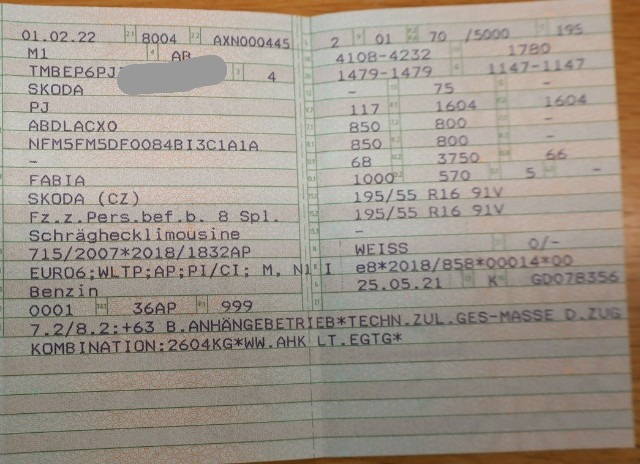 01.02.22 8004 AXN000445
M1 AB
TMBEP6PJ 4
SKODA
PJ
ABDLACX0
NFM5FM5DF0084BI3C1A1A
–
FABIA
SKODA (CZ)
Fz.z.Pers.bef.b. 8 Spl.
Schrägheckлimousine
715/2007*2018/1832AP
EURO6;WLTP;AP;PI/CI; M, N1 I
Benzin
0001 36AP 999
2 01 70 /5000 195
4108-4232 1780
1479-1479 1147-1147
– 75 –
117 1604 1604
850 800 –
850 800 –
68 3750 66
1000 570 5 –
195/55 R16 91V
195/55 R16 91V
–
WEISS 0/–
e8*2018/858*00014*00
25.05.21 K GD078356
7.2/8.2:+63 B.ANHÄNGEBETRIEB*TECHN.ZUL.GES-MASSE D.ZUG
KOMBINATION:2604KG*WW.AHK LT.EGTG*